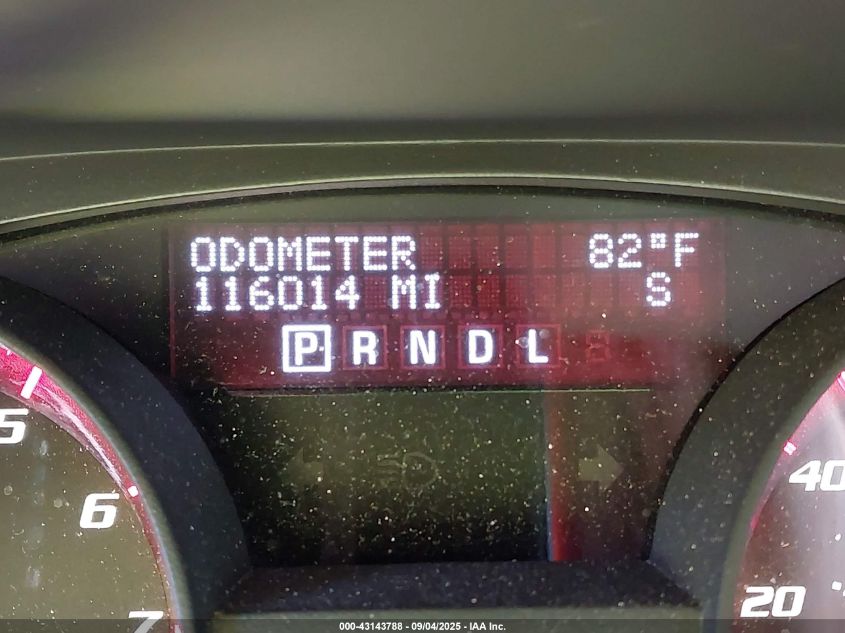 ODOMETER 82°F
116014 MI S
P R N D L
5
6
40
7
20
000-43143788 - 09/04/2025 - IAA Inc.